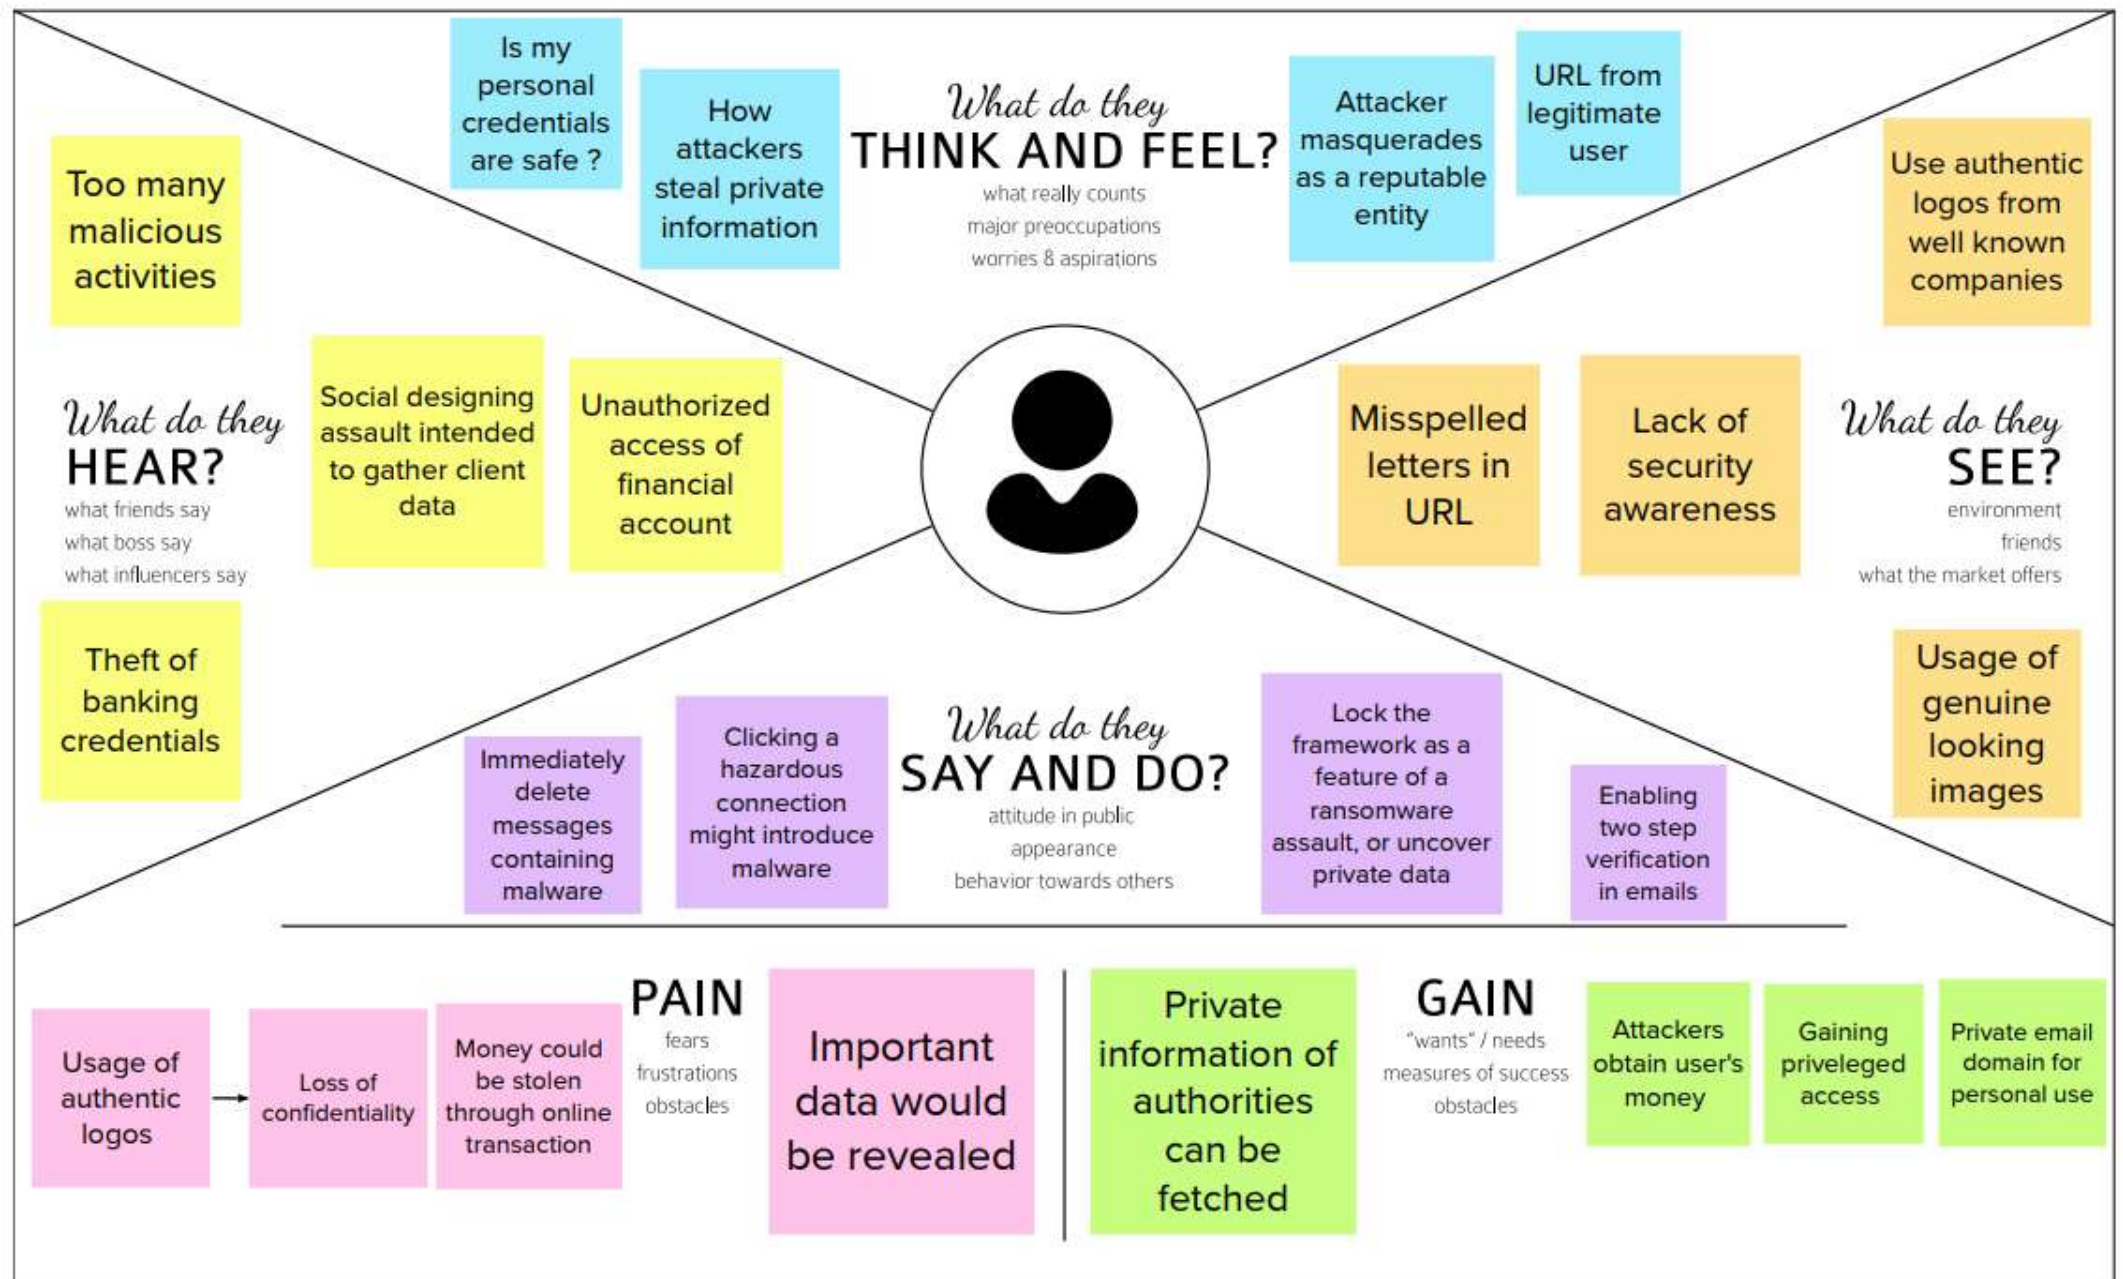 Is my
personal
credentials
are safe ?
How
attackers
steal private
information
What do they
THINK AND FEEL?
what really counts
major preoccupations
worries & aspirations
Attacker
masquerades
as a reputable
entity
URL from
legitimate
user
Too many
malicious
activities
What do they
HEAR?
what friends say
what boss say
what influencers say
Social designing
assault intended
to gather client
data
Unauthorized
access of
financial
account
Theft of
banking
credentials
Use authentic
logos from
well known
companies
Misspelled
letters in
URL
Lack of
security
awareness
What do they
SEE?
environment
friends
what the market offers
Usage of
genuine
looking
images
Immediately
delete
messages
containing
malware
Clicking a
hazardous
connection
might introduce
malware
What do they
SAY AND DO?
attitude in public
appearance
behavior towards others
Lock the
framework as a
feature of a
ransomware
assault, or uncover
private data
Enabling
two step
verification
in emails
Usage of
authentic
logos
Loss of
confidentiality
Money could
be stolen
through online
transaction
PAIN
fears
frustrations
obstacles
Important
data would
be revealed
Private
information of
authorities
can be
fetched
GAIN
"wants" / needs
measures of success
obstacles
Attackers
obtain user's
money
Gaining
priveleged
access
Private email
domain for
personal use